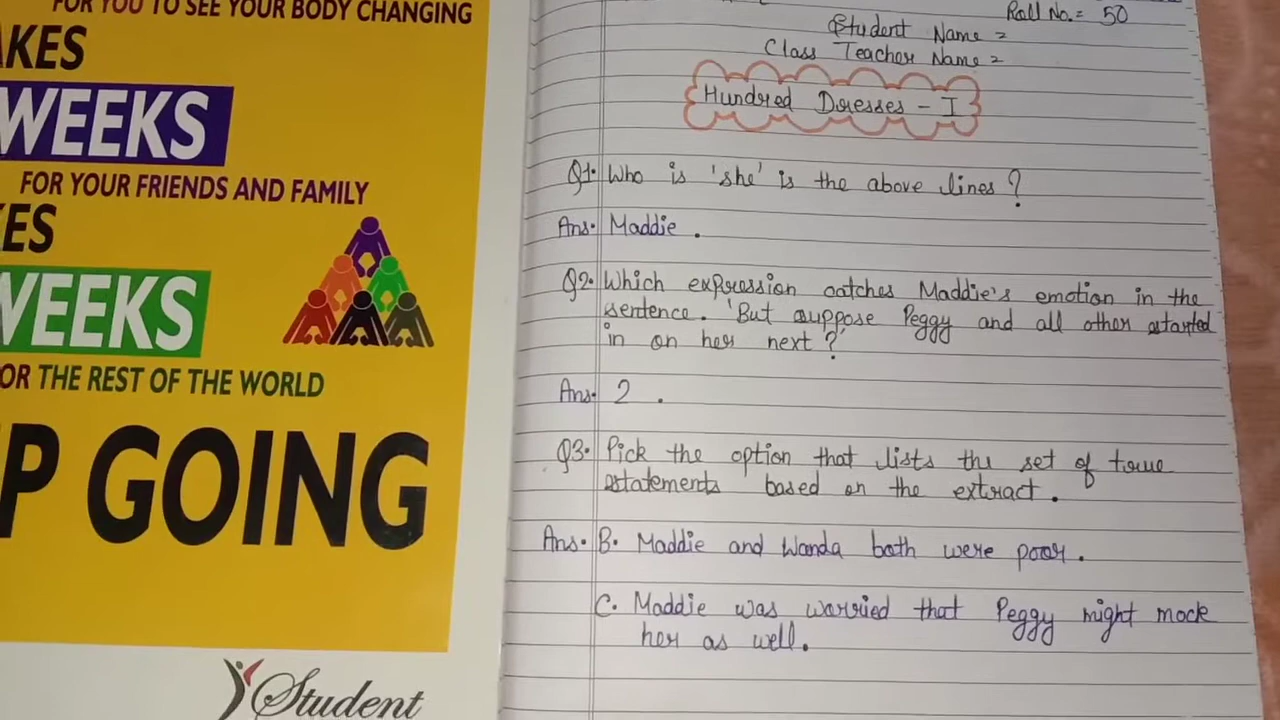 FOR YOU TO SEE YOUR BODY CHANGING
AKES
WEEKS
FOR YOUR FRIENDS AND FAMILY
ES
WEEKS
OR THE REST OF THE WORLD
P GOING
Student
Roll No.= 50
Student Name =
Class Teacher Name =
Hundred Dresses - I
Q1. Who is 'she' is the above lines ?
Ans. Maddie .
Q2. Which expression catches Maddie's emotion in the
sentence. 'But suppose Peggy and all other started
in on her next ?'
Ans. 2 .
Q3. Pick the option that lists the set of true
statements based on the extract .
Ans. B. Maddie and Wanda both were poor .
C. Maddie was worried that Peggy might mock
her as well .